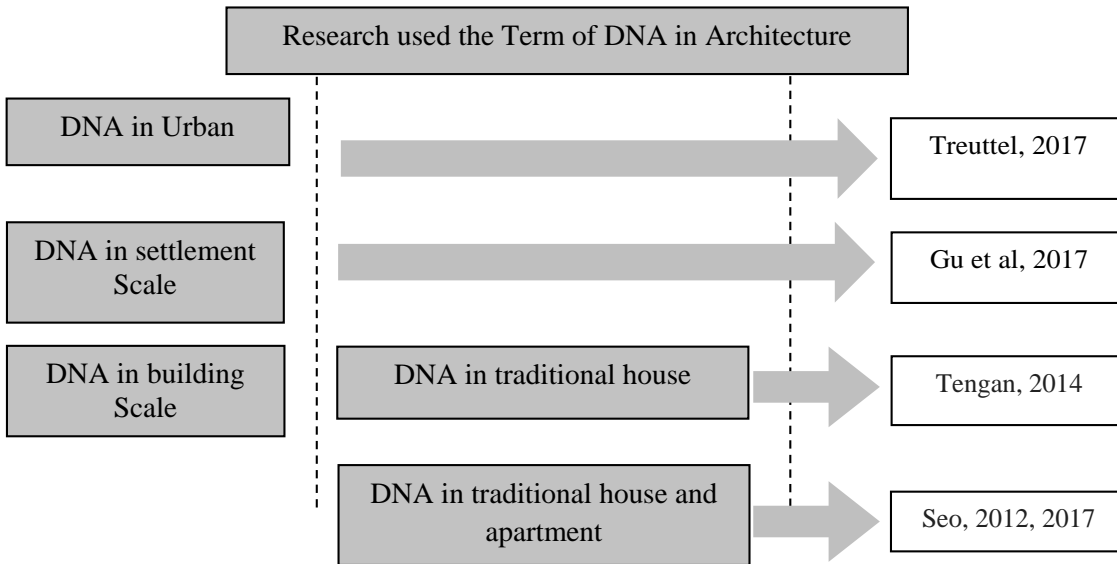 Research used the Term of DNA in Architecture
DNA in Urban
Treuttel, 2017
DNA in settlement
Scale
Gu et al, 2017
DNA in building
Scale
DNA in traditional house
Tengan, 2014
DNA in traditional house and
apartment
Seo, 2012, 2017